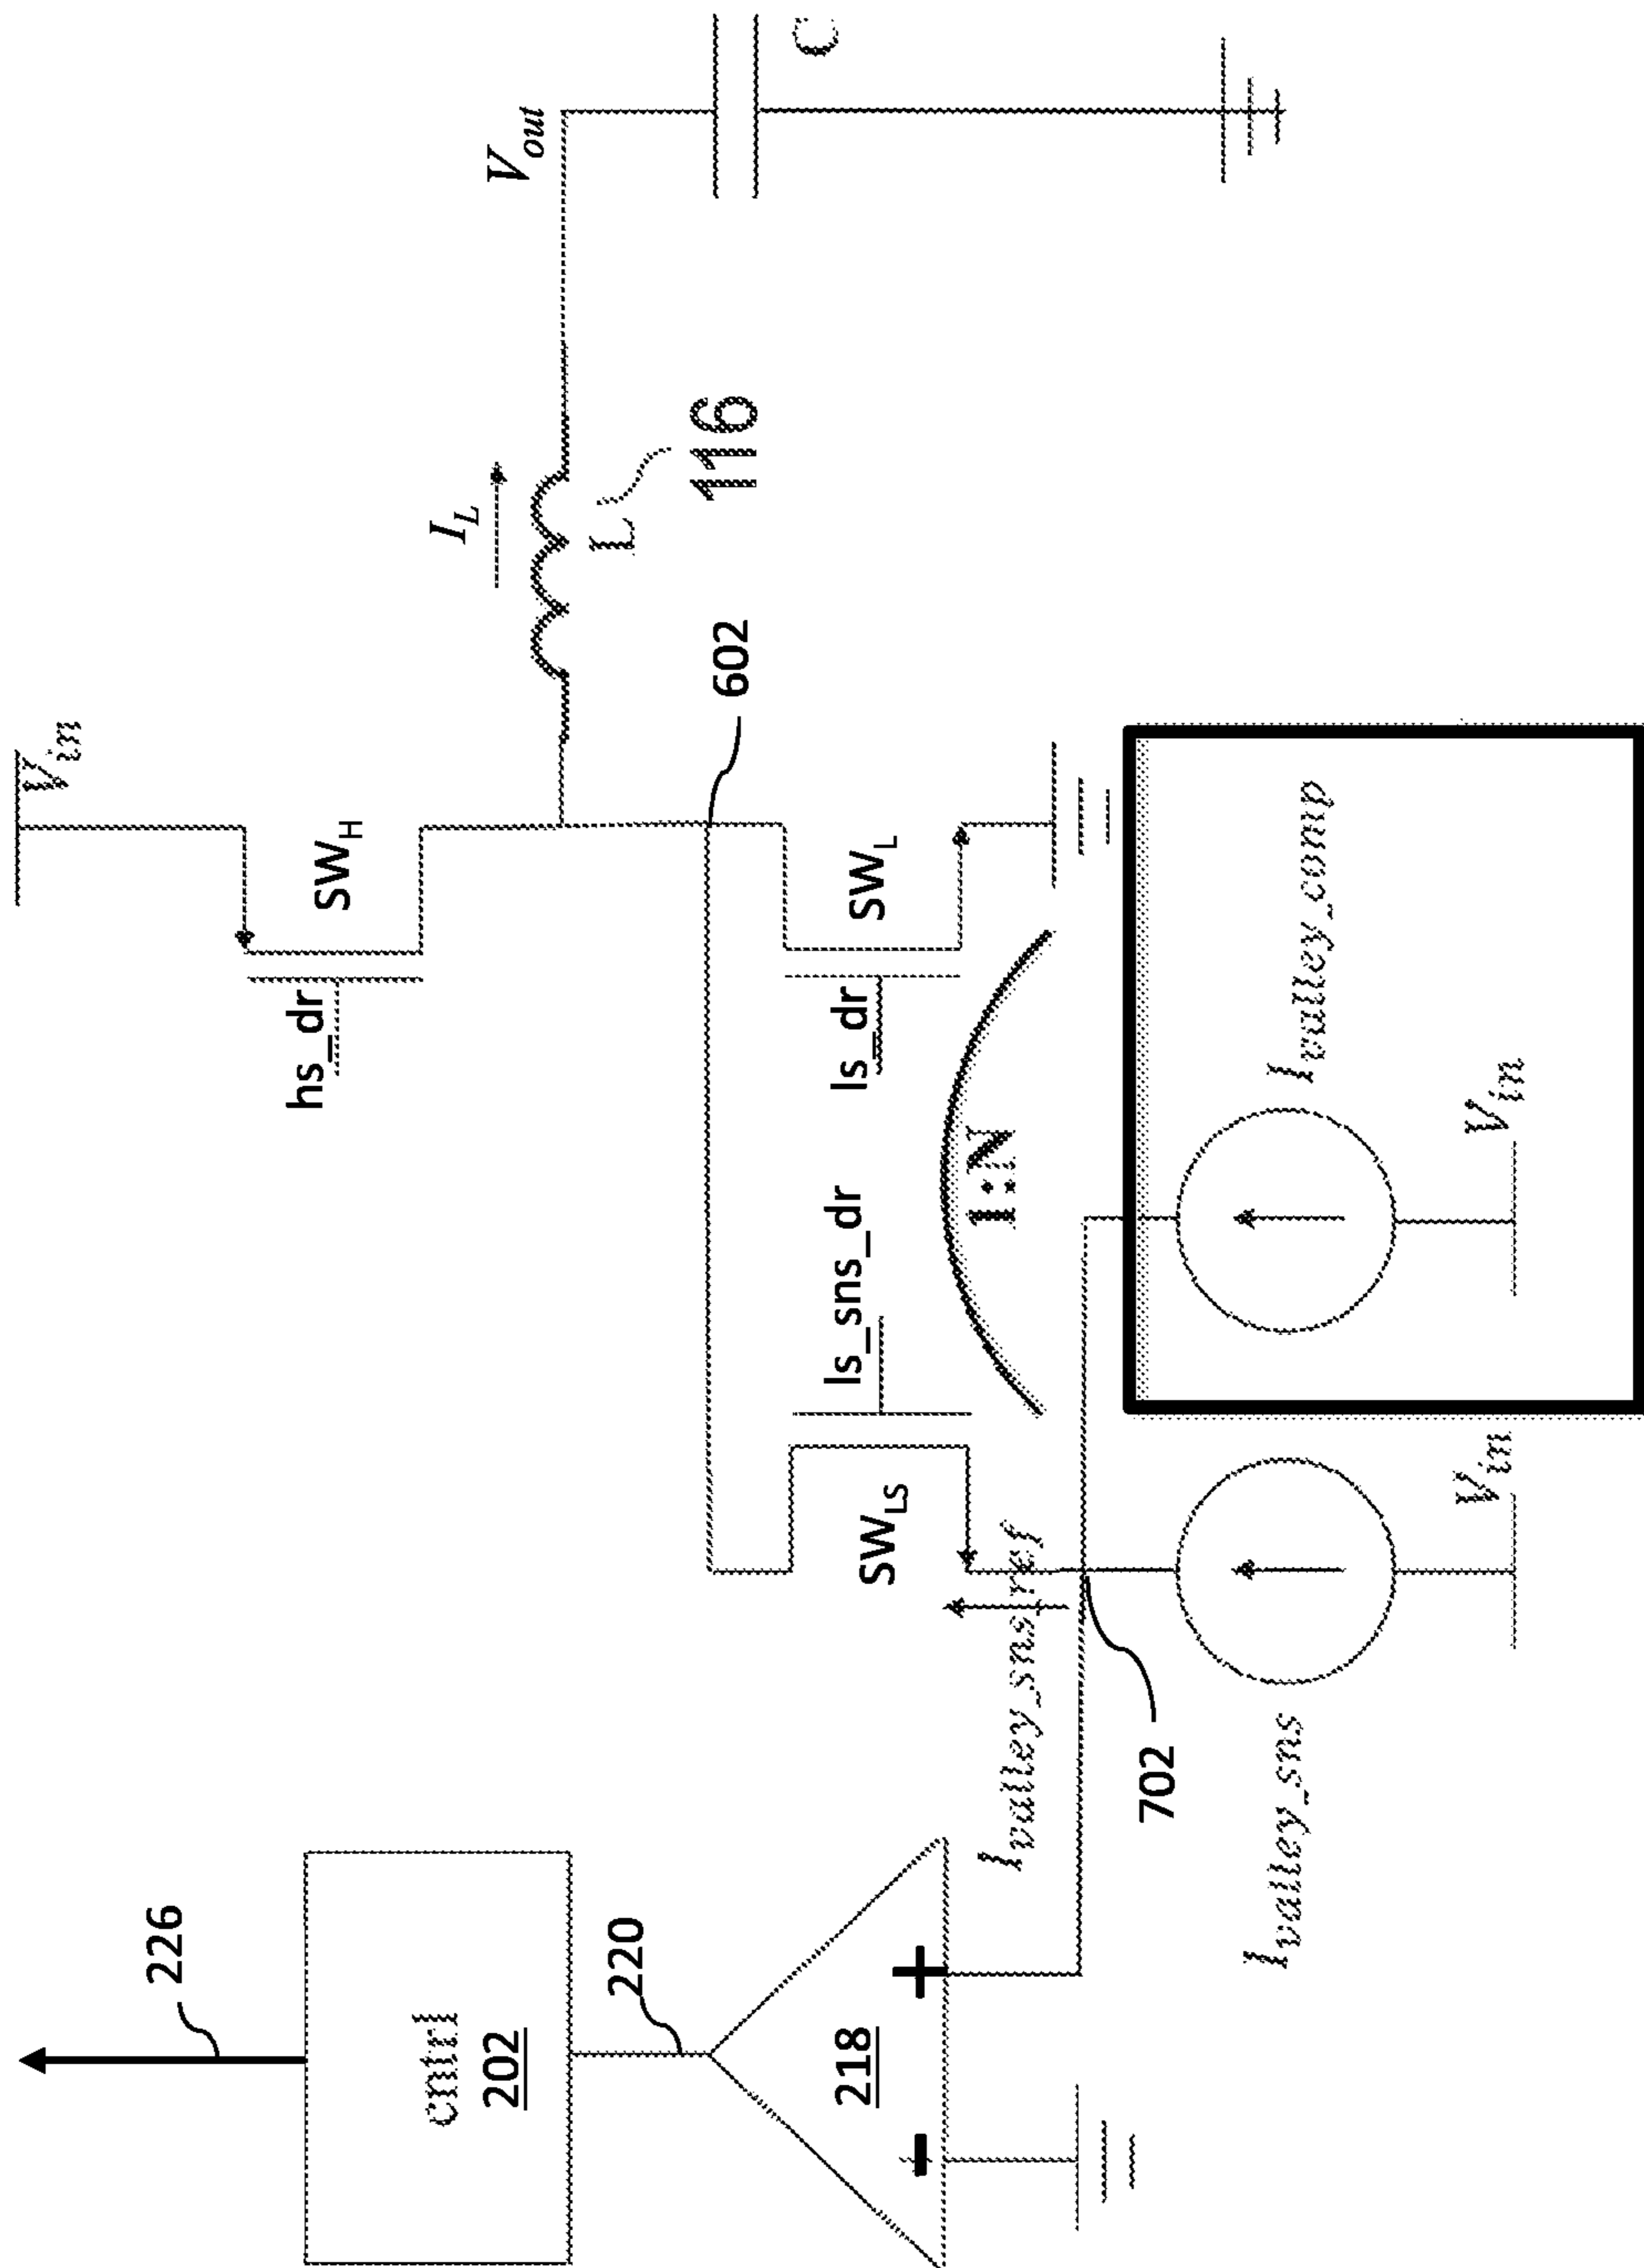 226
cntrl
202
220
218
-
+
I_valley_sns_ref
702
I_valley_sns
V_in
SW_LS
ls_sns_dr
1:N
I_valley_comp
V_in
hs_dr
SW_H
V_in
ls_dr
SW_L
602
I_L
L
116
V_out
C